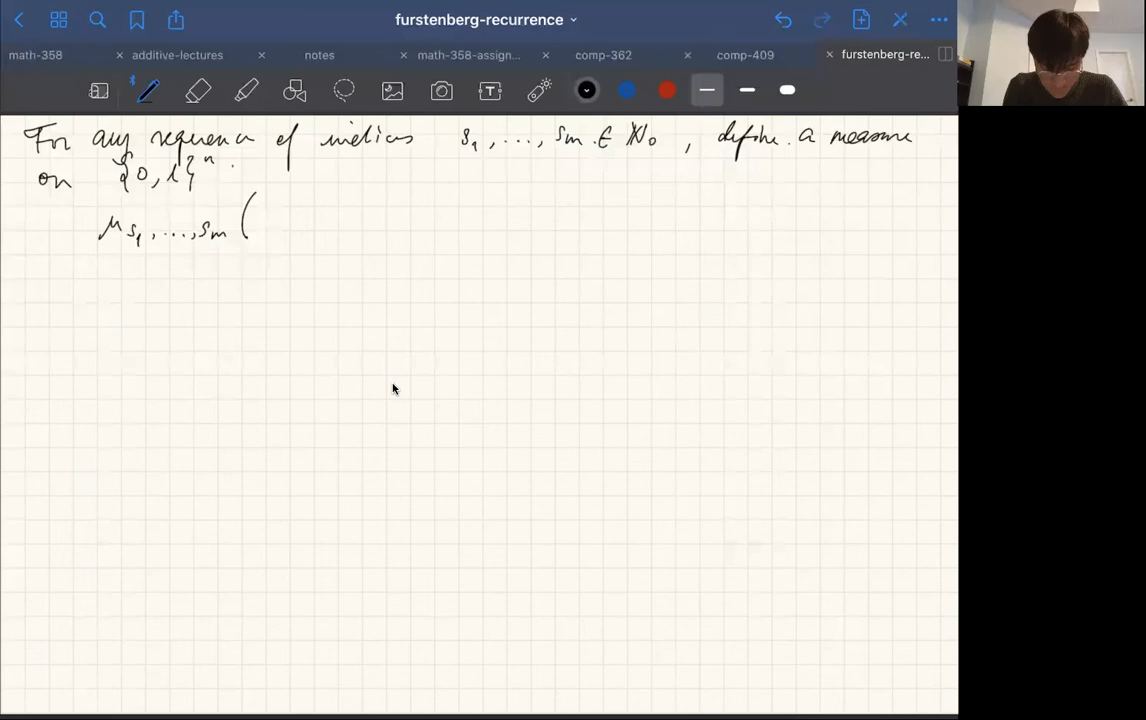 furstenberg-recurrence
math-358 additive-lectures notes math-358-assign... comp-362 comp-409 furstenberg-re...
For any sequence of indices s₁, ..., sₘ ∈ ℕ₀, define a measure
on {0,1}ⁿ.
μ s₁,...,sₘ (